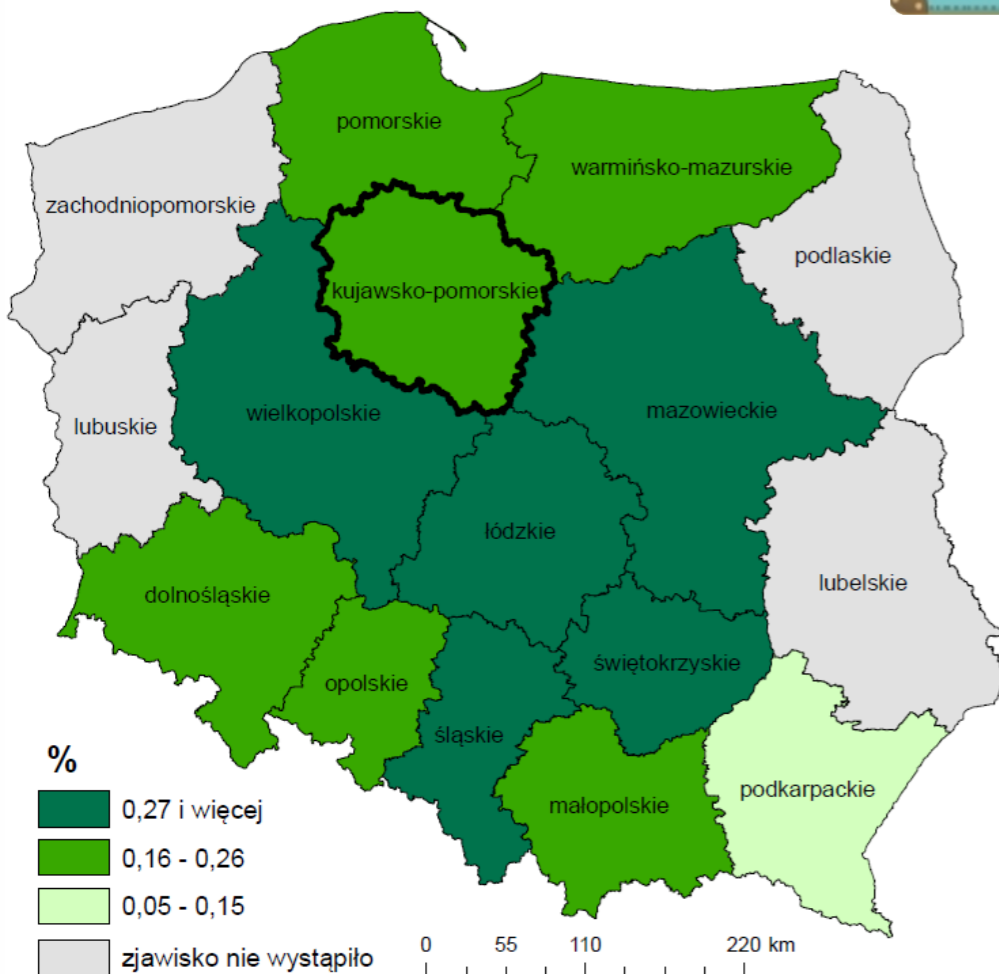 pomorskie
warmińsko-mazurskie
zachodniopomorskie
podlaskie
kujawsko-pomorskie
wielkopolskie
mazowieckie
lubuskie
łódzkie
lubelskie
dolnośląskie
świętokrzyskie
opolskie
śląskie
podkarpackie
małopolskie
%
0,27 i więcej
0,16 - 0,26
0,05 - 0,15
zjawisko nie wystąpiło
0 55 110 220 km